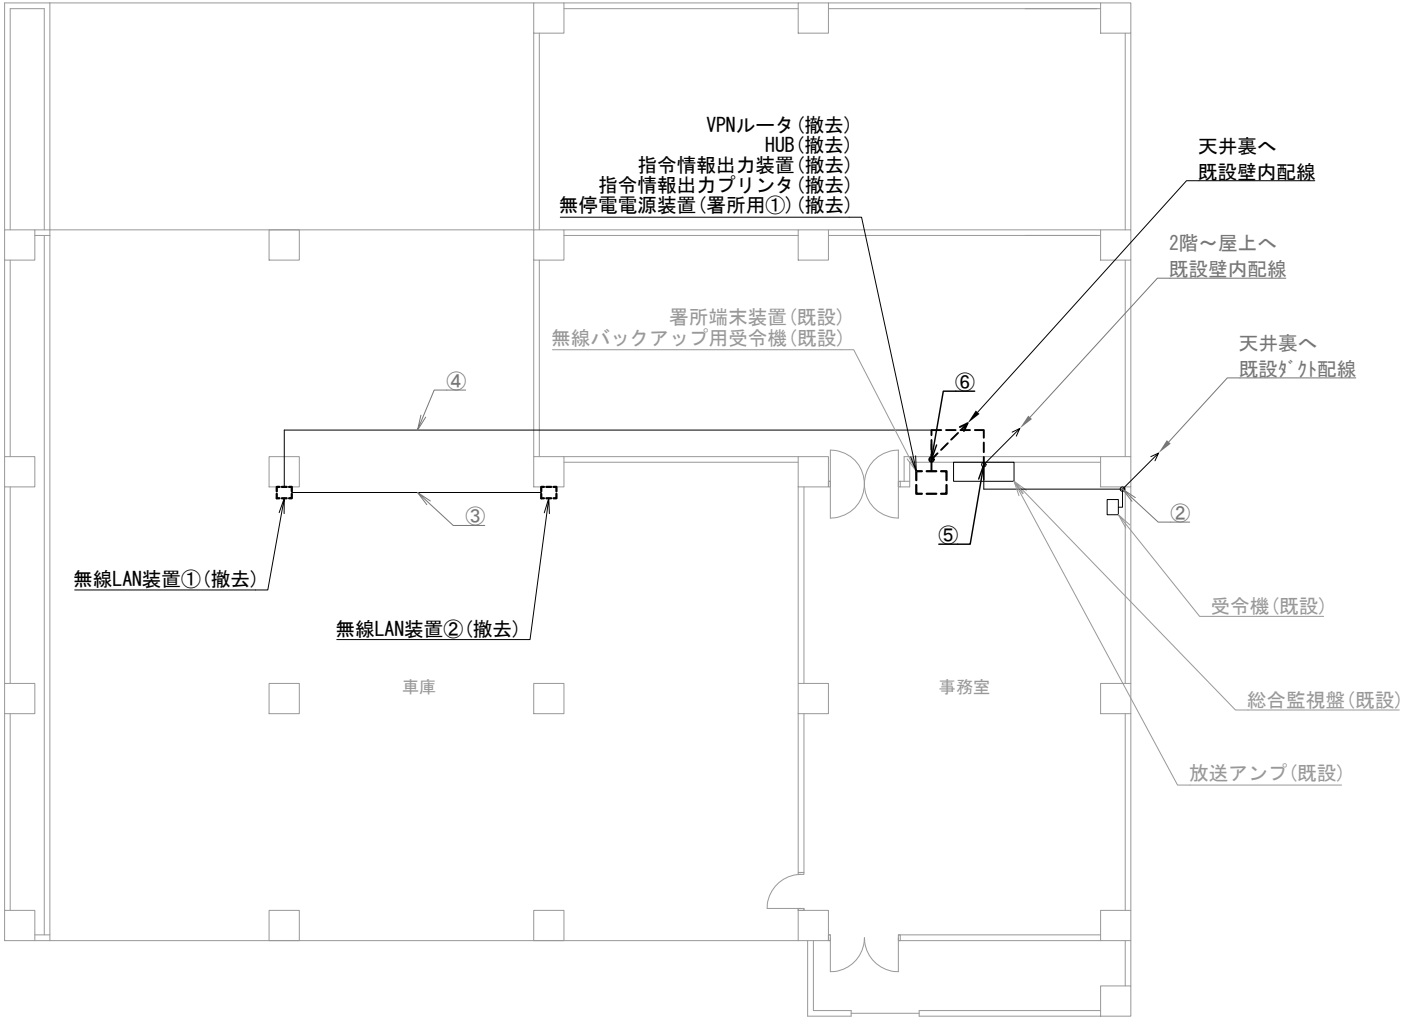 VPNルータ(撤去)
HUB(撤去)
指令情報出力装置(撤去)
指令情報出力プリンタ(撤去)
無停電電源装置(署所用①)(撤去)
天井裏へ
既設壁内配線
2階～屋上へ
既設壁内配線
署所端末装置(既設)
無線バックアップ用受令機(既設)
天井裏へ
既設ﾀﾞｸﾄ配線
④
⑥
③
②
⑤
無線LAN装置①(撤去)
無線LAN装置②(撤去)
受令機(既設)
車庫
事務室
総合監視盤(既設)
放送アンプ(既設)